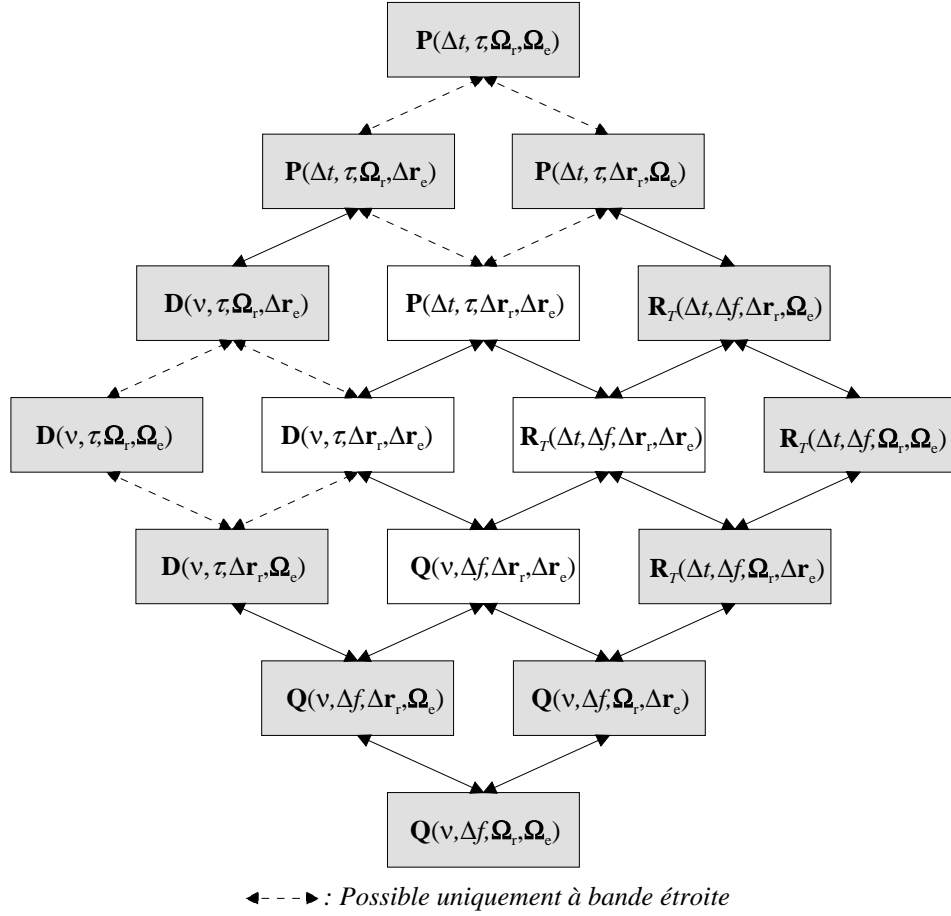 P(Δt, τ,Ωr,Ωe)
P(Δt, τ,Ωr,Δre) P(Δt, τ,Δrr,Ωe)
D(ν, τ,Ωr,Δre) P(Δt, τ,Δrr,Δre) RT(Δt,Δf,Δrr,Ωe)
D(ν, τ,Ωr,Ωe) D(ν, τ,Δrr,Δre) RT(Δt,Δf,Δrr,Δre) RT(Δt,Δf,Ωr,Ωe)
D(ν, τ,Δrr,Ωe) Q(ν,Δf,Δrr,Δre) RT(Δt,Δf,Ωr,Δre)
Q(ν,Δf,Δrr,Ωe) Q(ν,Δf,Ωr,Δre)
Q(ν,Δf,Ωr,Ωe)
: Possible uniquement à bande étroite